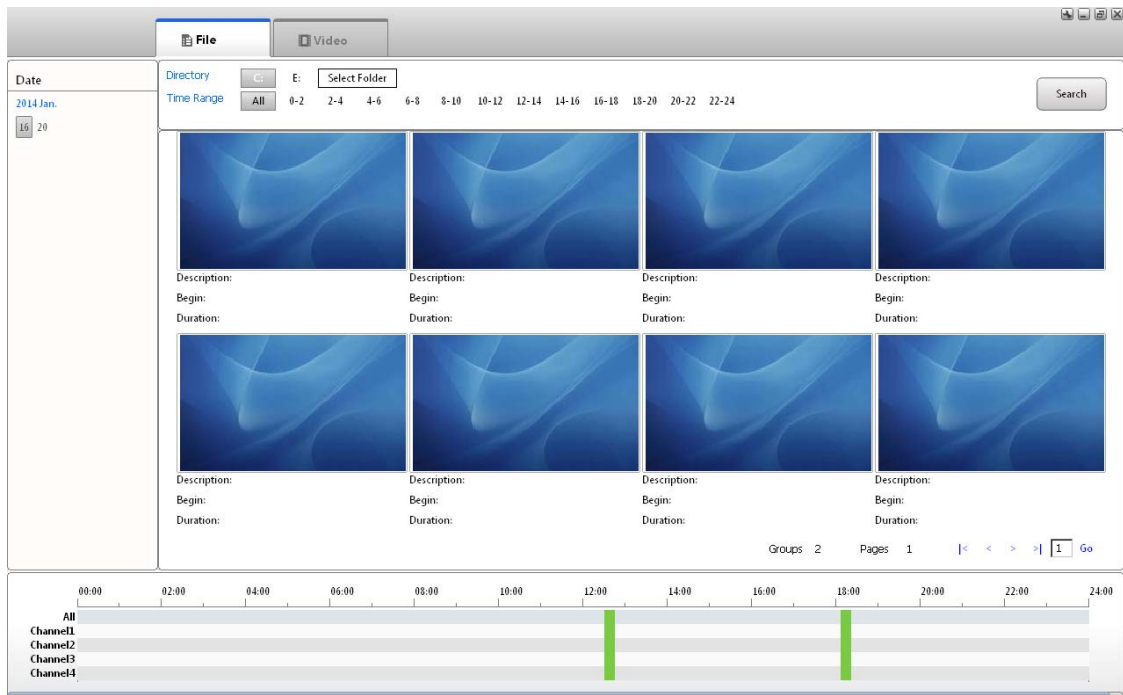 File Video
Date
2014 Jan.
16 20
Directory C: E: Select Folder
Time Range All 0-2 2-4 4-6 6-8 8-10 10-12 12-14 14-16 16-18 18-20 20-22 22-24
Search
Description: Description: Description: Description:
Begin: Begin: Begin: Begin:
Duration: Duration: Duration: Duration:
Description: Description: Description: Description:
Begin: Begin: Begin: Begin:
Duration: Duration: Duration: Duration:
Groups 2 Pages 1 |< < > >| 1 Go
00:00 02:00 04:00 06:00 08:00 10:00 12:00 14:00 16:00 18:00 20:00 22:00 24:00
All
Channel1
Channel2
Channel3
Channel4